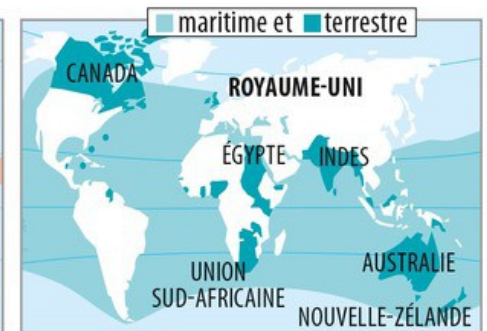 maritime et terrestre
CANADA
ROYAUME-UNI
ÉGYPTE
INDES
UNION
SUD-AFRICAINE
AUSTRALIE
NOUVELLE-ZÉLANDE